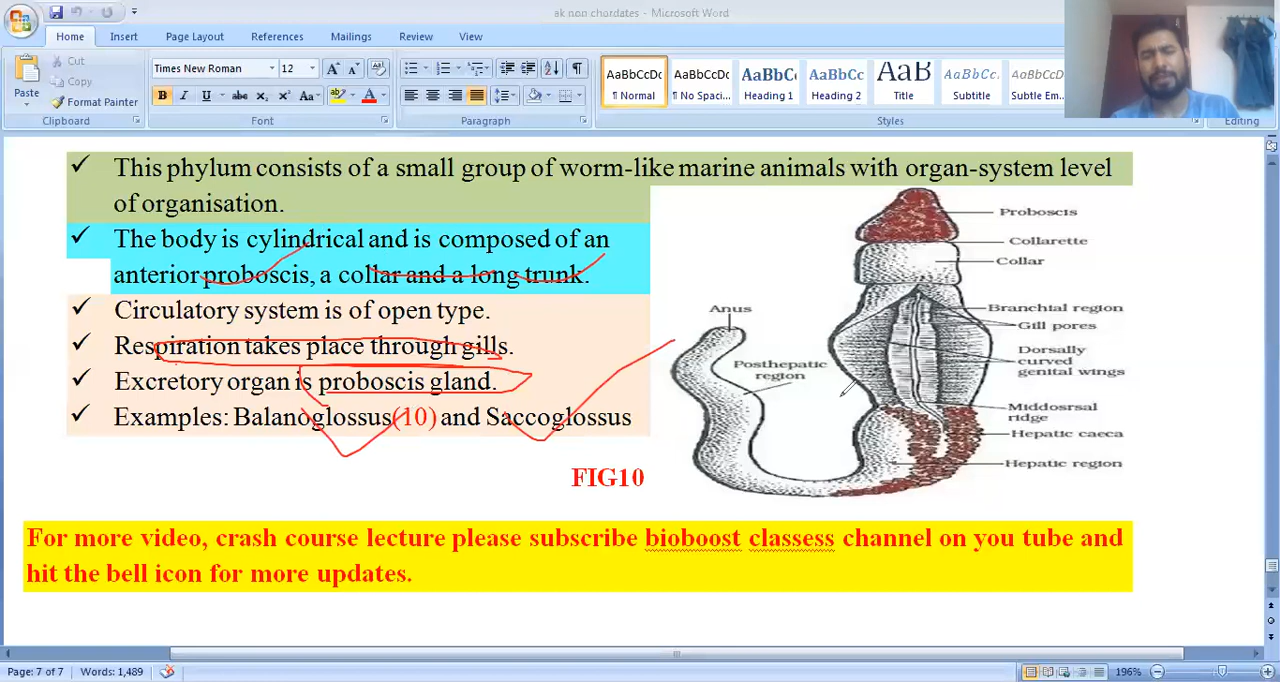 ak non chordates - Microsoft Word
Home Insert Page Layout References Mailings Review View
Cut
Copy
Format Painter
Paste
Clipboard
Times New Roman 12
Font
Paragraph
AaBbCcDc AaBbCcDc AaBbC AaBbCc AaB AaBbCc AaBbCcDc
¶ Normal ¶ No Spaci... Heading 1 Heading 2 Title Subtitle Subtle Em...
Styles
Editing
This phylum consists of a small group of worm-like marine animals with organ-system level
of organisation.
The body is cylindrical and is composed of an
anterior proboscis, a collar and a long trunk.
Circulatory system is of open type.
Respiration takes place through gills.
Excretory organ is proboscis gland.
Examples: Balanoglossus(10) and Saccoglossus
FIG10
Proboscis
Collarette
Collar
Branchial region
Gill pores
Dorsally
curved
genital wings
Middosrsal
ridge
Hepatic caeca
Hepatic region
Anus
Posthepatic
region
For more video, crash course lecture please subscribe bioboost classess channel on you tube and
hit the bell icon for more updates.
Page: 7 of 7 Words: 1,489 196%